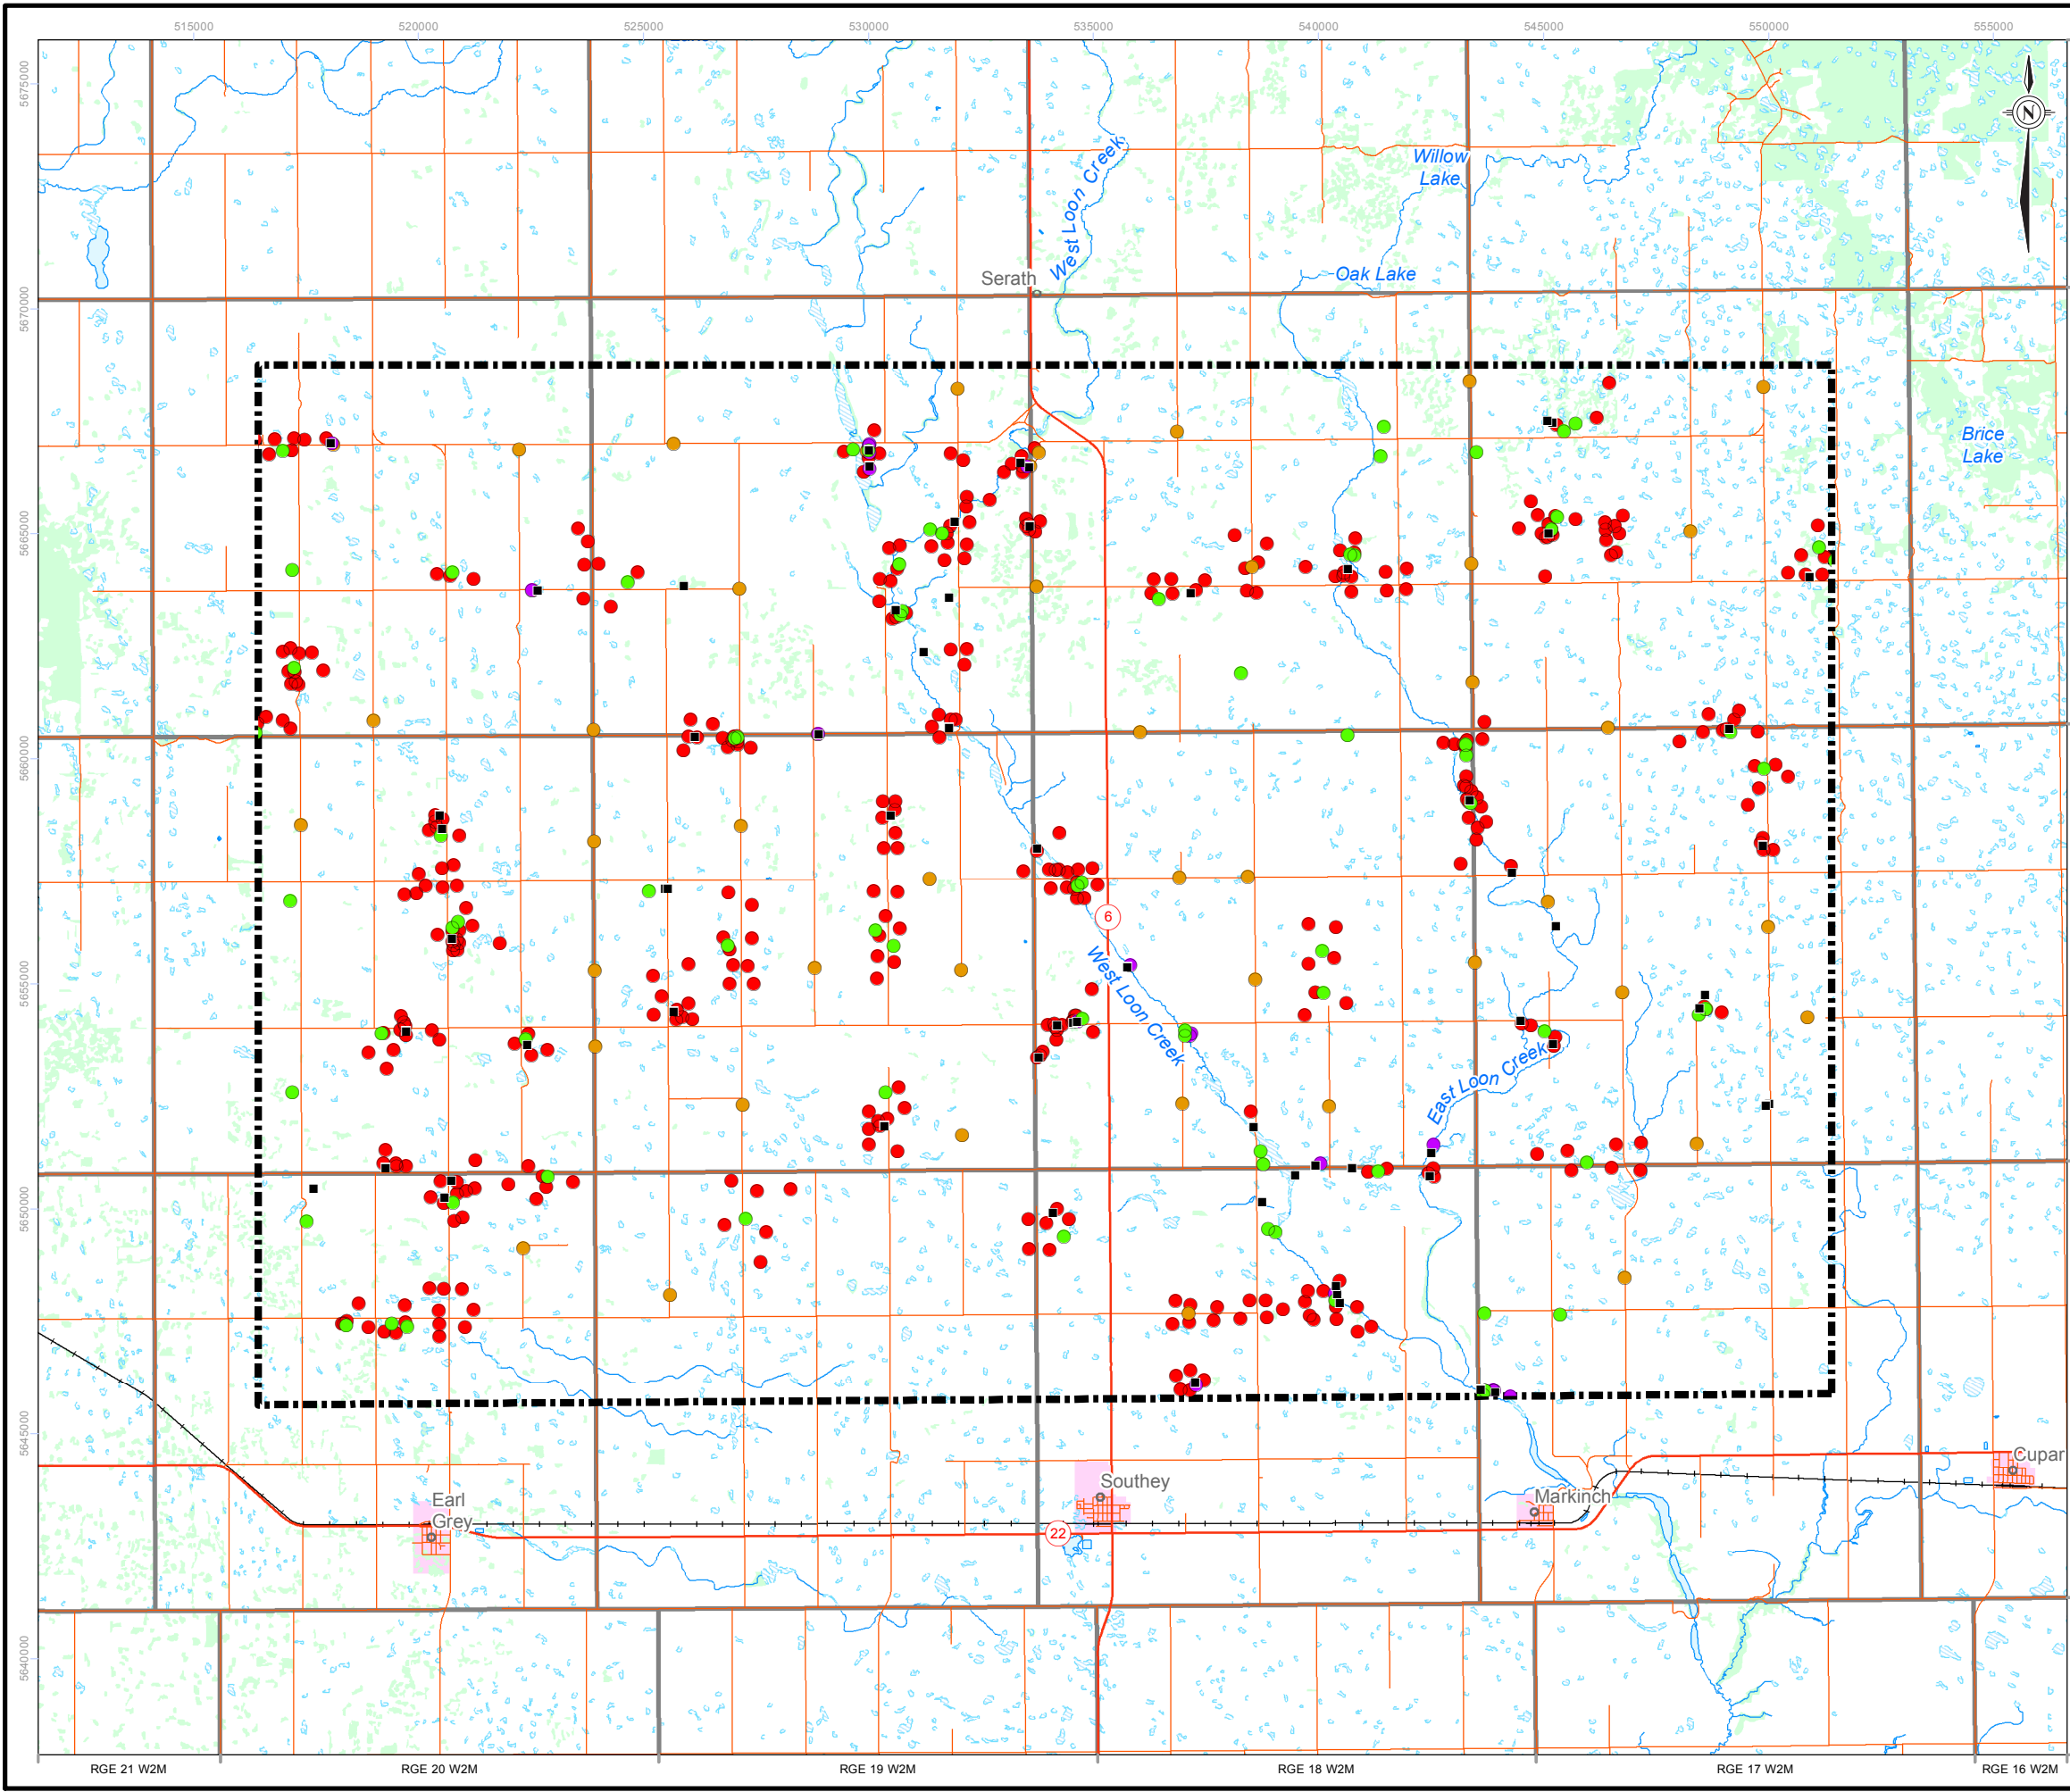 515000 520000 525000 530000 535000 540000 545000 550000 555000
5675000
N
West Loon Creek
Willow
Lake
Oak Lake
Serath
5670000
Brice
Lake
5665000
5660000
6
5655000
West Loon Creek
East Loon Creek
5650000
5645000
Cupar
Southey
Earl
Grey
Markinch
22
5640000
RGE 21 W2M RGE 20 W2M RGE 19 W2M RGE 18 W2M RGE 17 W2M RGE 16 W2M